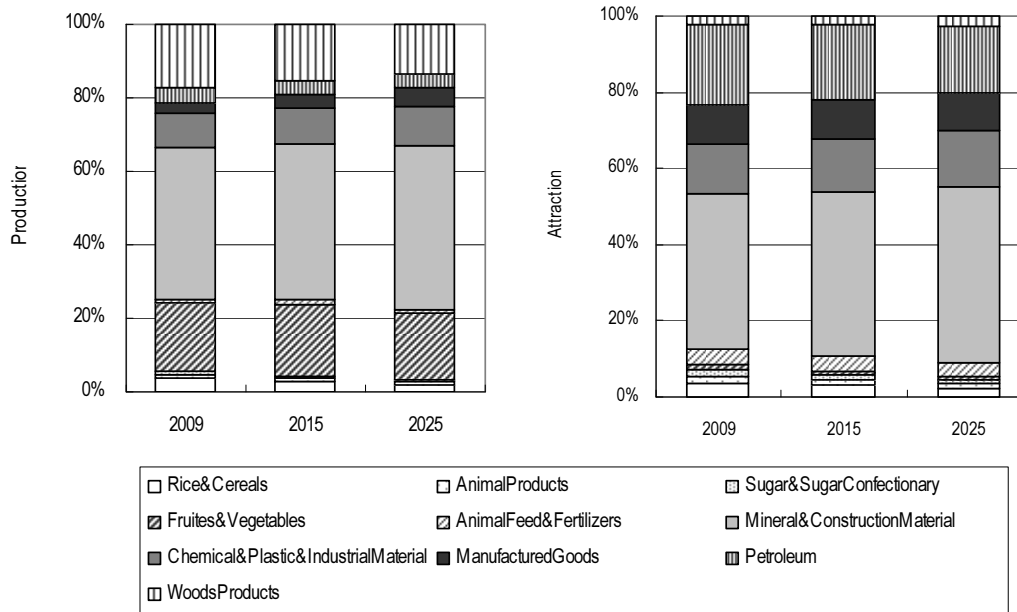 100%
80%
60%
40%
20%
0%
Production
2009 2015 2025
100%
80%
60%
40%
20%
0%
Attraction
2009 2015 2025
Rice&Cereals AnimalProducts Sugar&SugarConfectionary
Fruites&Vegetables AnimalFeed&Fertilizers Mineral&ConstructionMaterial
Chemical&Plastic&IndustrialMaterial ManufacturedGoods Petroleum
WoodsProducts